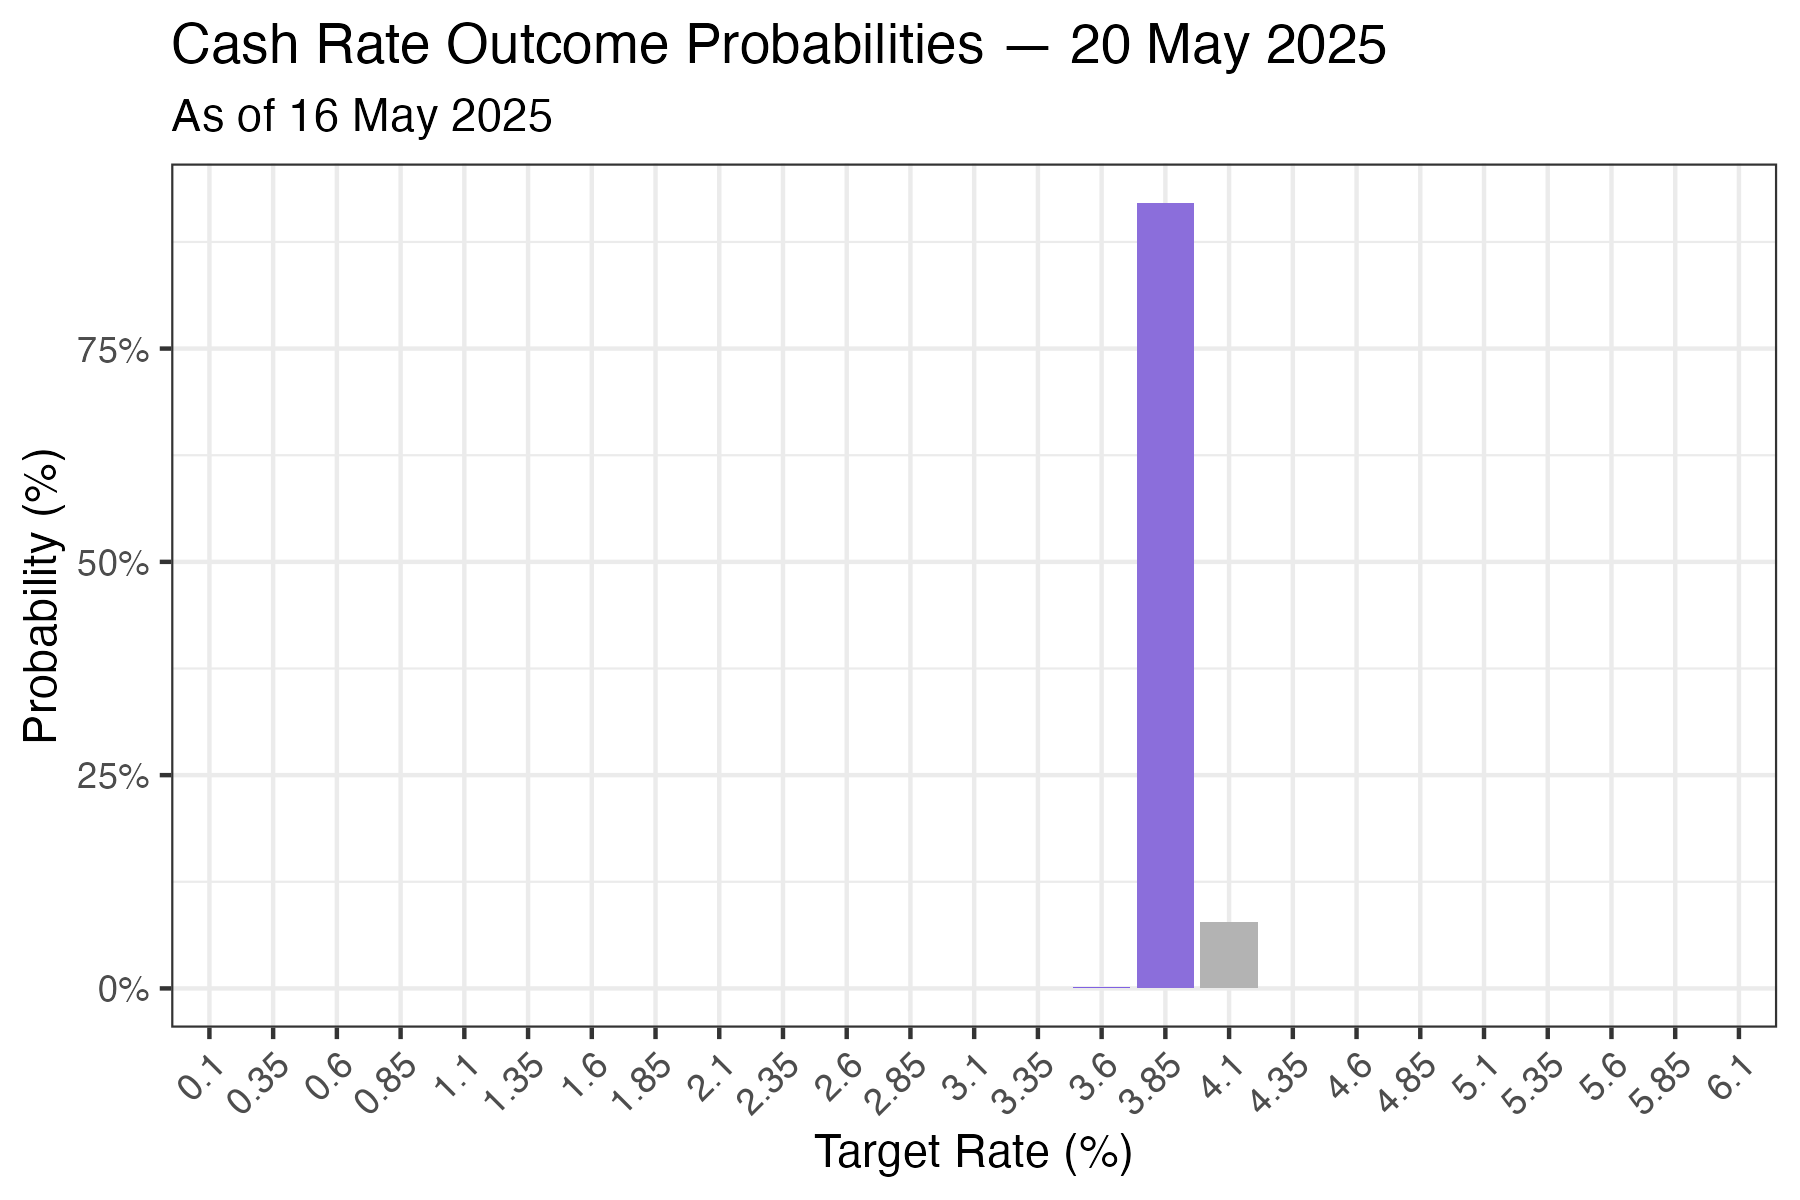 Cash Rate Outcome Probabilities — 20 May 2025
As of 16 May 2025
Probability (%)
75%
50%
25%
0%
0.1 0.35 0.6 0.85 1.1 1.35 1.6 1.85 2.1 2.35 2.6 2.85 3.1 3.35 3.6 3.85 4.1 4.35 4.6 4.85 5.1 5.35 5.6 5.85 6.1
Target Rate (%)